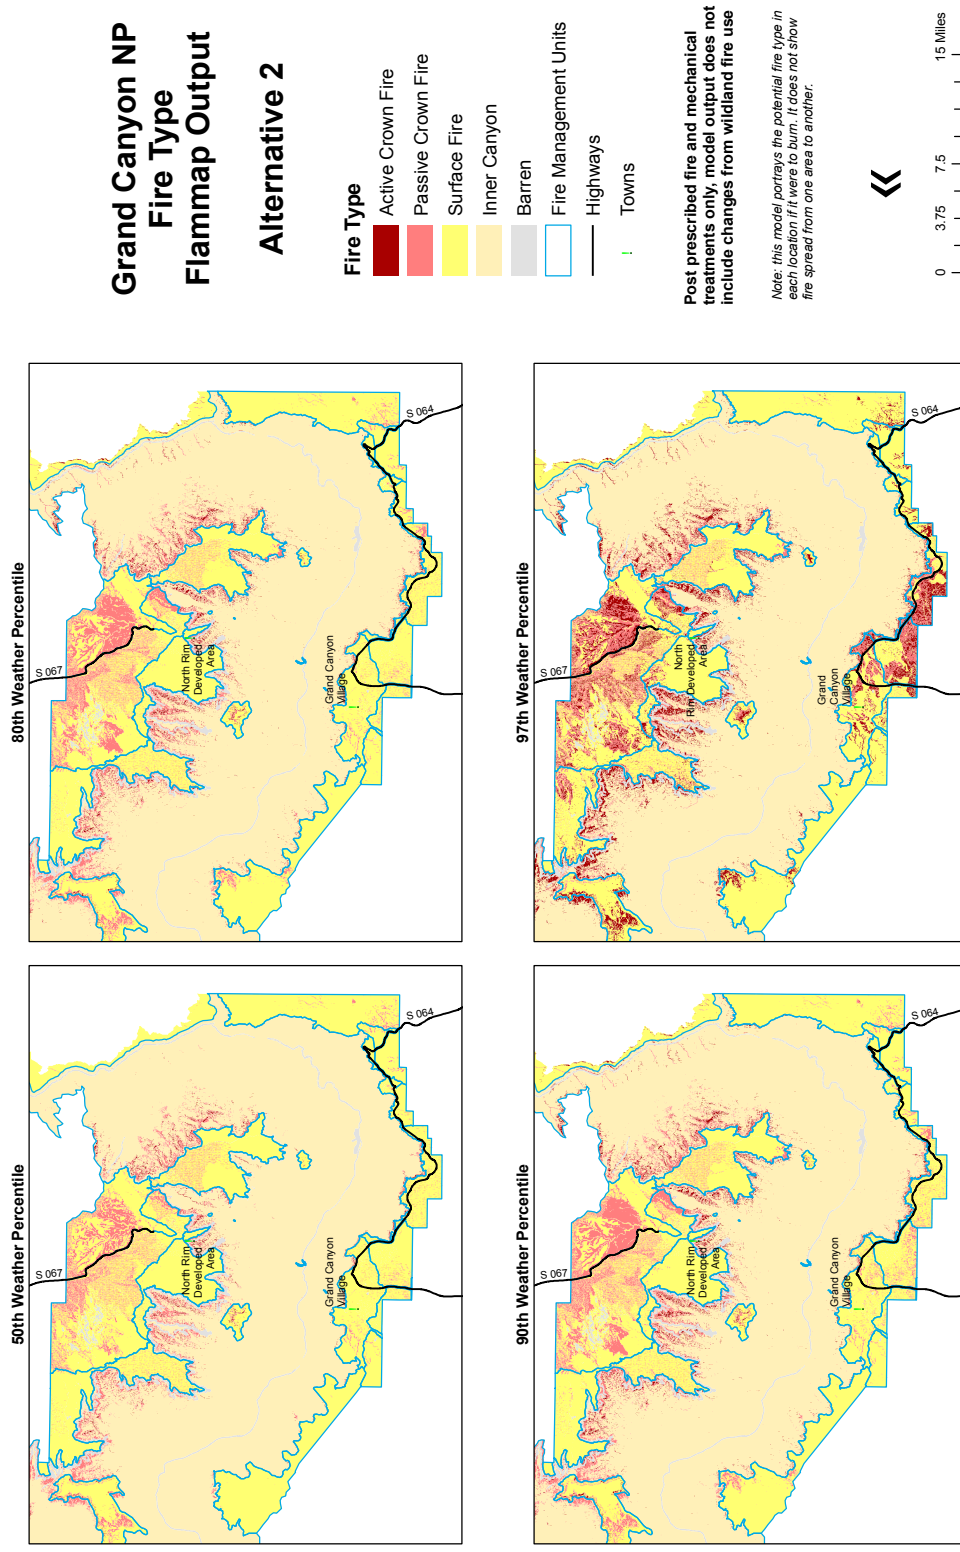 Grand Canyon NP
Fire Type
Flammap Output
Alternative 2
Fire Type
Active Crown Fire
Passive Crown Fire
Surface Fire
Inner Canyon
Barren
Fire Management Units
Highways
Towns
Post prescribed fire and mechanical
treatments only, model output does not
include changes from wildland fire use
Note: this model portrays the potential fire type in
each location if it were to burn. It does not show
fire spread from one area to another.
0 3.75 7.5 15 Miles
50th Weather Percentile
S 067
North Rim
Developed
Area
Grand Canyon
Village
S 064
80th Weather Percentile
S 067
North Rim
Developed
Area
Grand Canyon
Village
S 064
90th Weather Percentile
S 067
North Rim
Developed
Area
Grand Canyon
Village
S 064
97th Weather Percentile
S 067
North
Rim Developed
Area
Grand
Canyon
Village
S 064